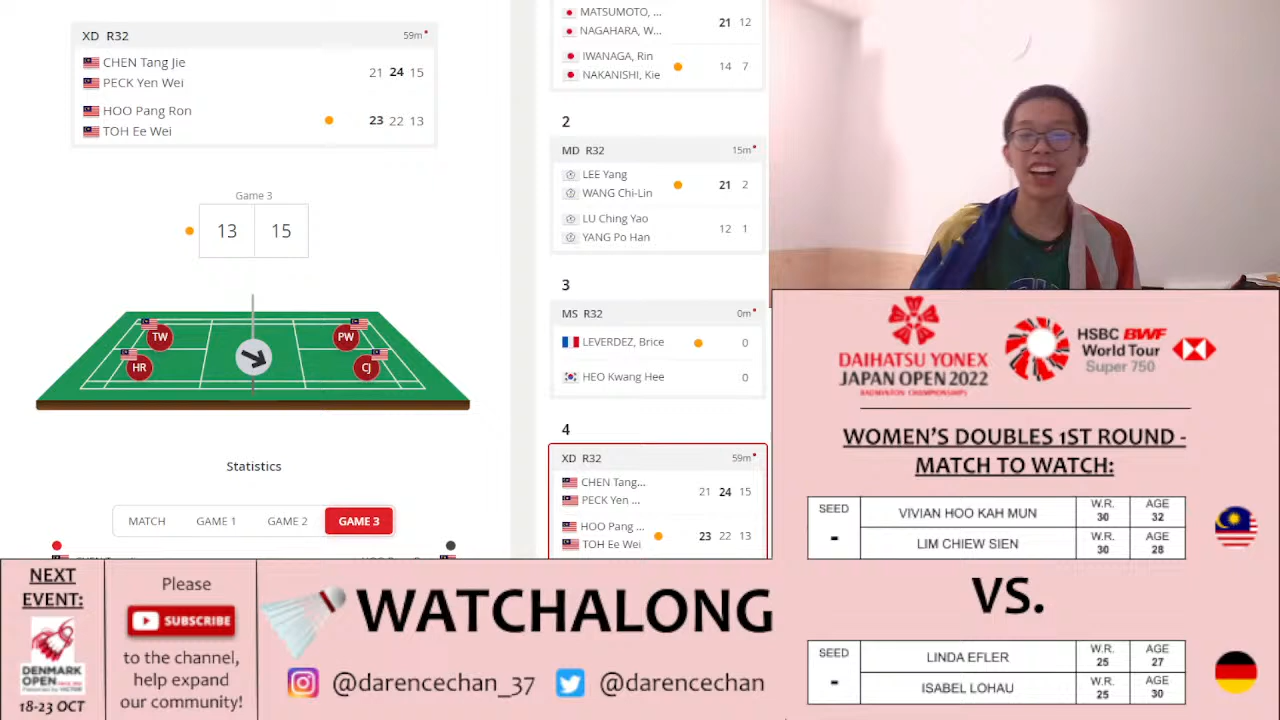 XD R32 59m
CHEN Tang Jie
PECK Yen Wei
21 24 15
HOO Pang Ron
TOH Ee Wei
23 22 13
Game 3
13 15
TW
HR
PW
CJ
Statistics
MATCH GAME 1 GAME 2 GAME 3
MATSUMOTO, ...
NAGAHARA, W...
21 12
IWANAGA, Rin
NAKANISHI, Kie
14 7
2
MD R32 15m
LEE Yang
WANG Chi-Lin
21 2
LU Ching Yao
YANG Po Han
12 1
3
MS R32 0m
LEVERDEZ, Brice 0
HEO Kwang Hee 0
4
XD R32 59m
CHEN Tang...
PECK Yen ...
21 24 15
HOO Pang ...
TOH Ee Wei
23 22 13
DAIHATSU YONEX
JAPAN OPEN 2022
BADMINTON CHAMPIONSHIPS
HSBC BWF
World Tour
Super 750
WOMEN'S DOUBLES 1ST ROUND -
MATCH TO WATCH:
SEED
-
VIVIAN HOO KAH MUN
W.R.
30
AGE
32
LIM CHIEW SIEN
W.R.
30
AGE
28
VS.
SEED
-
LINDA EFLER
W.R.
25
AGE
27
ISABEL LOHAU
W.R.
25
AGE
30
NEXT
EVENT:
DENMARK
OPEN
18-23 OCT
Please
SUBSCRIBE
to the channel,
help expand
our community!
WATCHALONG
@darencechan_37
@darencechan